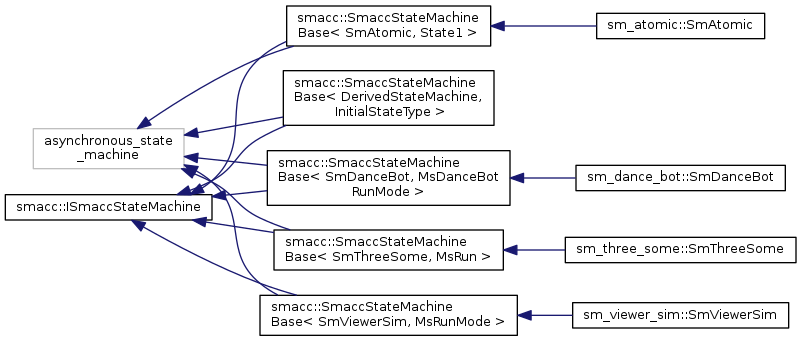 smacc::SmaccStateMachine
Base< SmAtomic, State1 >
sm_atomic::SmAtomic
smacc::SmaccStateMachine
Base< DerivedStateMachine,
InitialStateType >
asynchronous_state
_machine
smacc::SmaccStateMachine
Base< SmDanceBot, MsDanceBot
RunMode >
sm_dance_bot::SmDanceBot
smacc::ISmaccStateMachine
smacc::SmaccStateMachine
Base< SmThreeSome, MsRun >
sm_three_some::SmThreeSome
smacc::SmaccStateMachine
Base< SmViewerSim, MsRunMode >
sm_viewer_sim::SmViewerSim